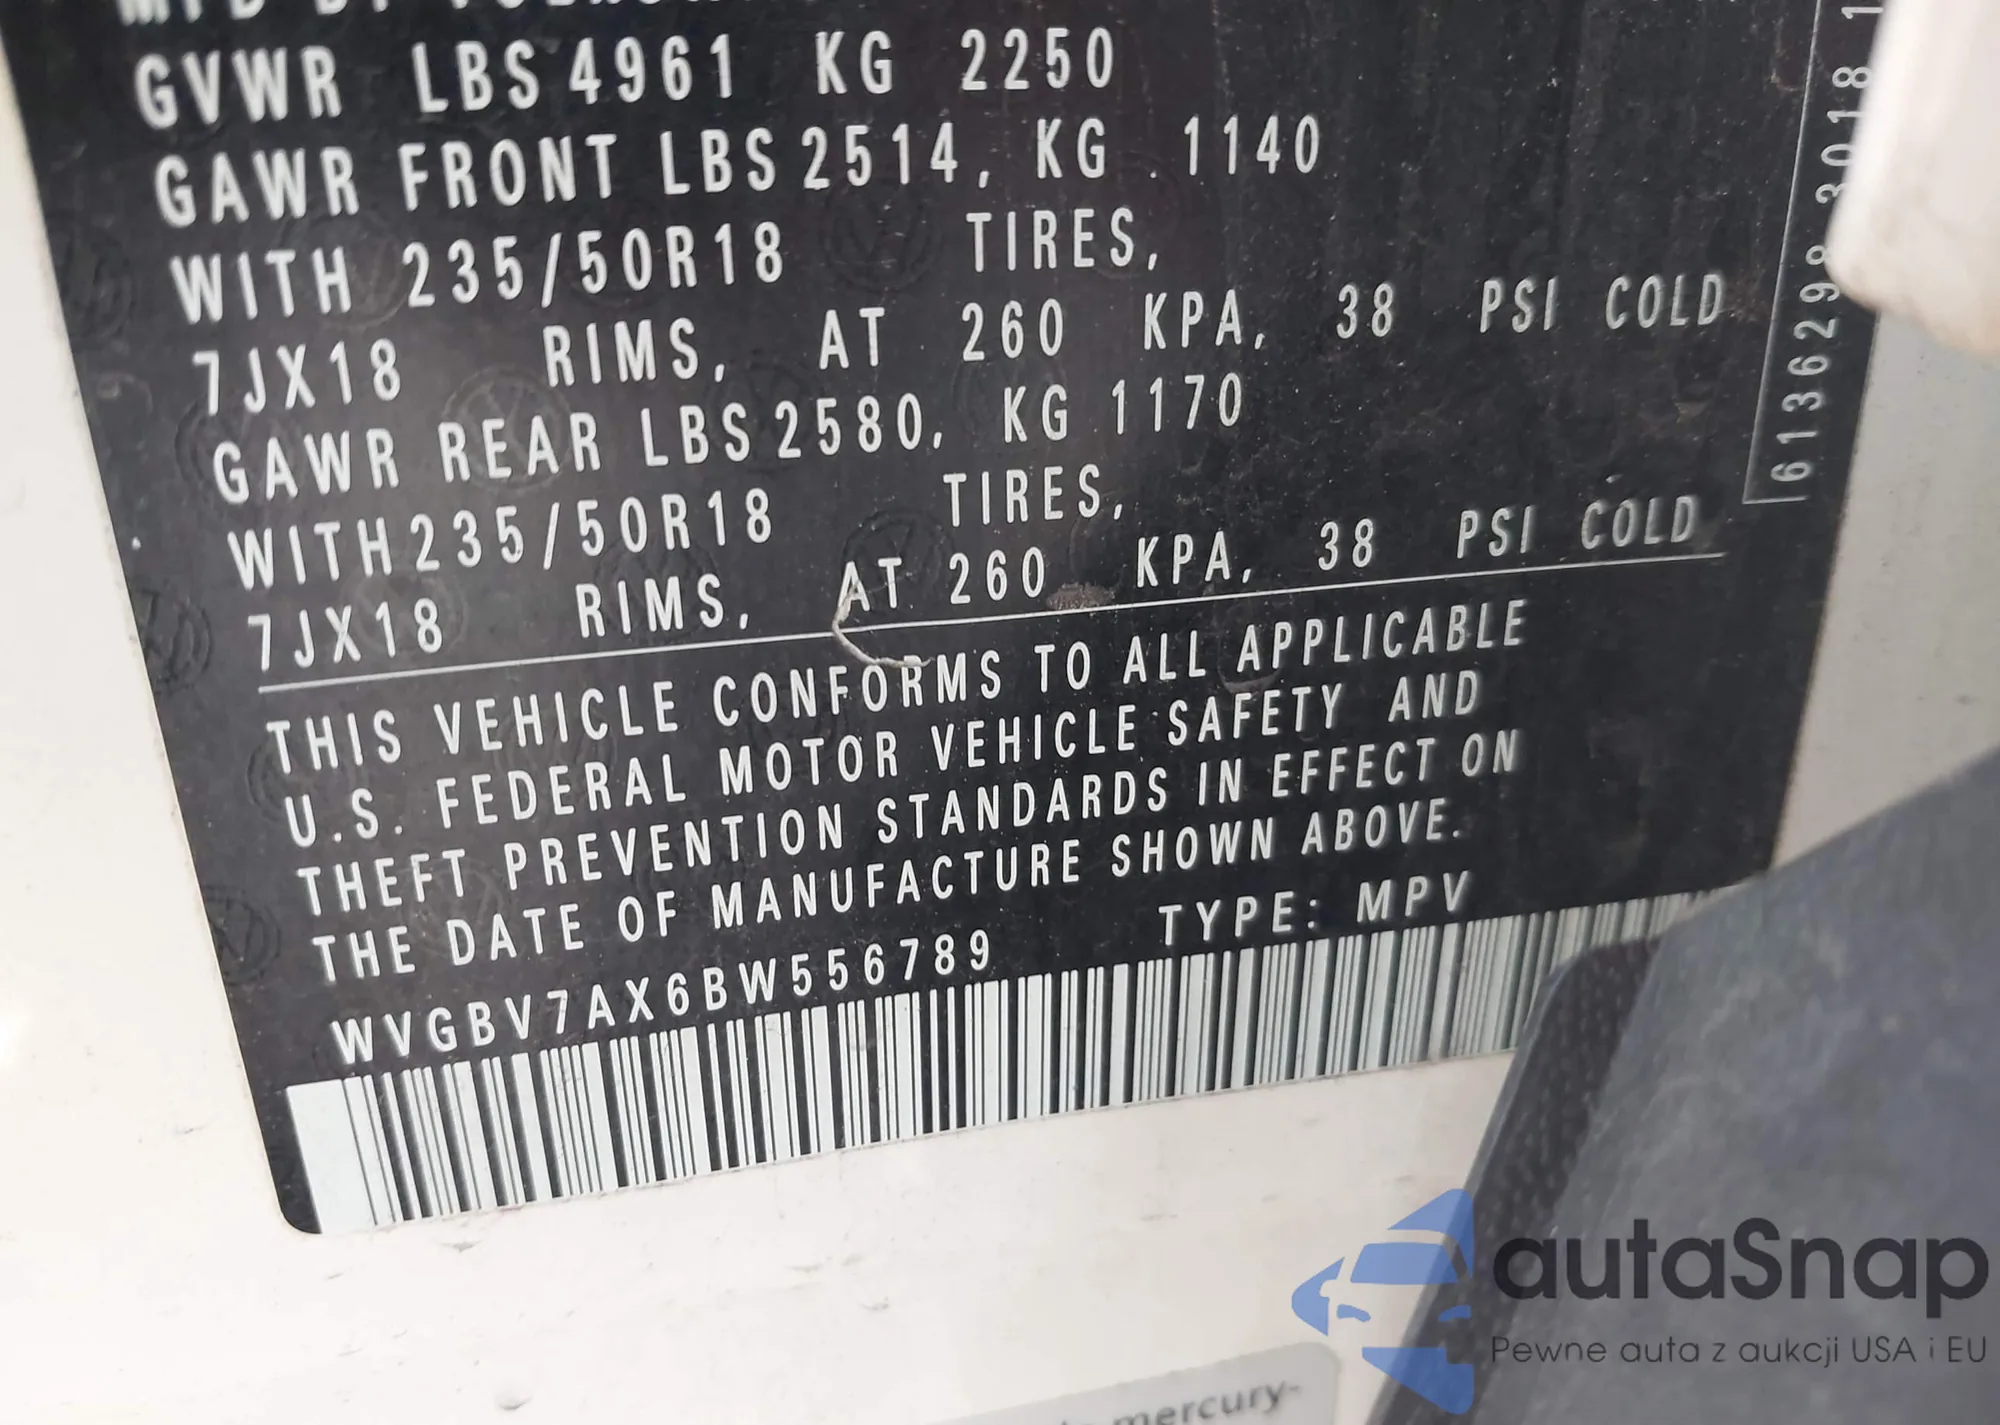 GVWR LBS 4961 KG 2250
GAWR FRONT LBS 2514, KG 1140
WITH 235/50R18 TIRES,
7JX18 RIMS, AT 260 KPA, 38 PSI COLD
GAWR REAR LBS 2580, KG 1170
WITH 235/50R18 TIRES,
7JX18 RIMS, AT 260 KPA, 38 PSI COLD
THIS VEHICLE CONFORMS TO ALL APPLICABLE
U.S. FEDERAL MOTOR VEHICLE SAFETY AND
THEFT PREVENTION STANDARDS IN EFFECT ON
THE DATE OF MANUFACTURE SHOWN ABOVE.
WVGBV7AX6BW556789 TYPE: MPV
autaSnap
Pewne auta z aukcji USA i EU
mercury-